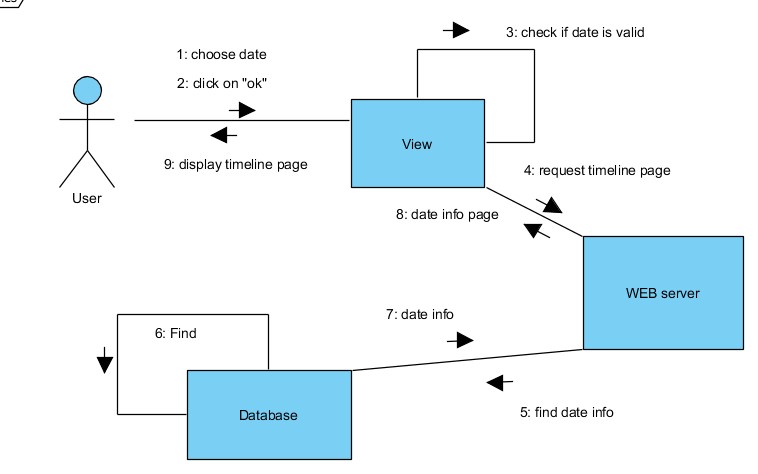 3: check if date is valid
1: choose date
2: click on "ok"
View
9: display timeline page
4: request timeline page
User
8: date info page
WEB server
7: date info
6: Find
Database
5: find date info